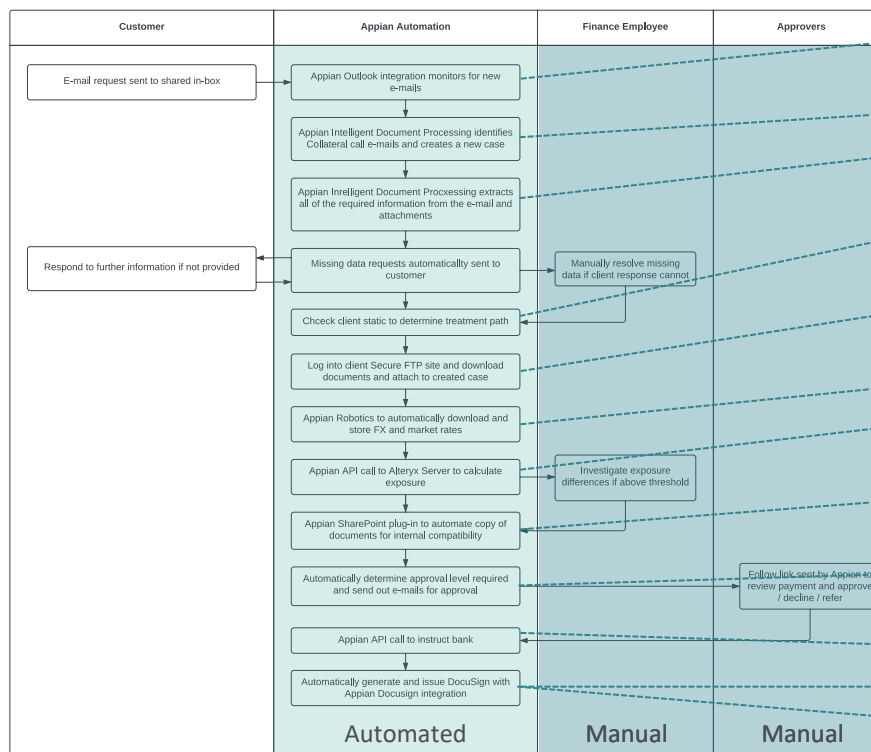 Customer
Appian Automation
Finance Employee
Approvers
E-mail request sent to shared in-box
Appian Outlook integration monitors for new
e-mails
Appian Intelligent Document Processing identifies
Collateral call e-mails and creates a new case
Appian Inrelligent Document Procxessing extracts
all of the required information from the e-mail and
attachments
Respond to further information if not provided
Missing data requests automaticallty sent to
customer
Manually resolve missing
data if client response cannot
Chceck client static to determine treatment path
Log into client Secure FTP site and download
documents and attach to created case
Appian Robotics to automatically download and
store FX and market rates
Appian API call to Alteryx Server to calculate
exposure
Investigate exposure
differences if above threshold
Appian SharePoint plug-in to automate copy of
documents for internal compatibility
Automatically determine approval level required
and send out e-mails for approval
Follow link sent by Appian to
review payment and approve
/ decline / refer
Appian API call to instruct bank
Automatically generate and issue DocuSign with
Appian Docusign integration
Automated
Manual
Manual